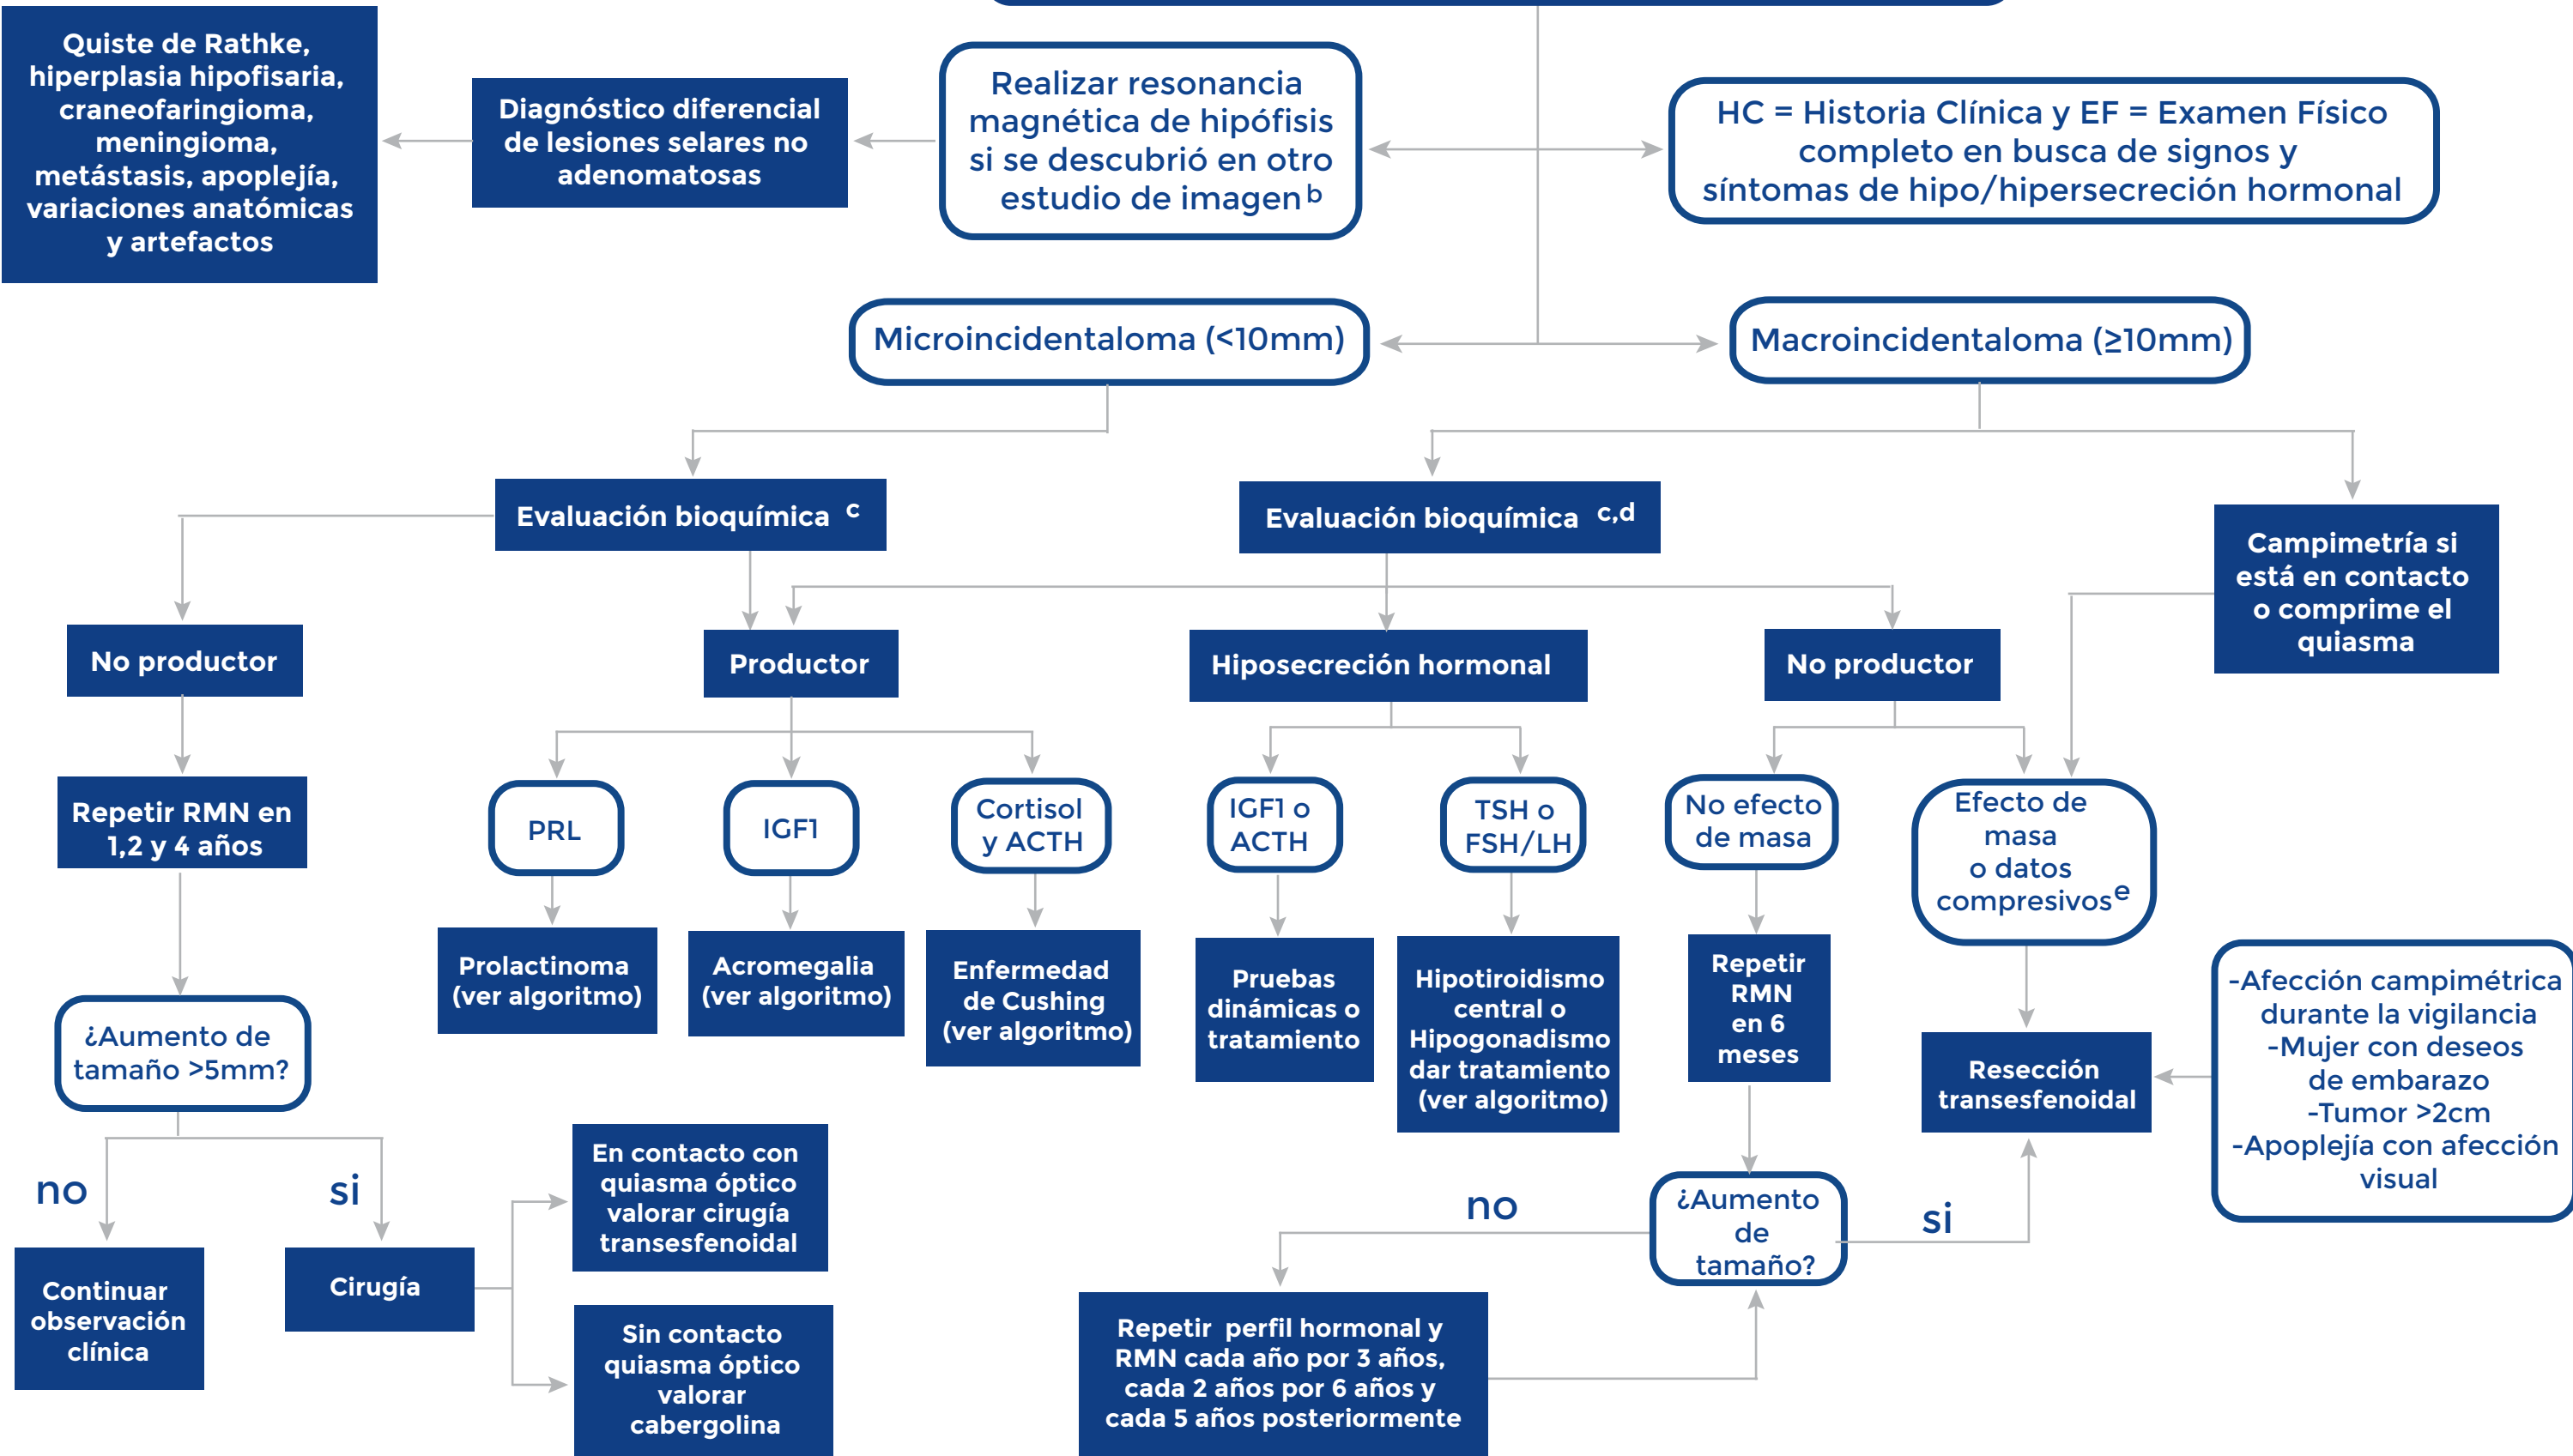 Quiste de Rathke,
hiperplasia hipofisaria,
craneofaringioma,
meningioma,
metástasis, apoplejía,
variaciones anatómicas
y artefactos
Diagnóstico diferencial
de lesiones selares no
adenomatosas
Realizar resonancia
magnética de hipófisis
si se descubrió en otro
estudio de imagen b
HC = Historia Clínica y EF = Examen Físico
completo en busca de signos y
síntomas de hipo/hipersecreción hormonal
Microincidentaloma (<10mm)
Macroincidentaloma (≥10mm)
Evaluación bioquímica c
Evaluación bioquímica c,d
Campimetría si
está en contacto
o comprime el
quiasma
No productor
Productor
Hiposecreción hormonal
No productor
Repetir RMN en
1,2 y 4 años
PRL
IGF1
Cortisol
y ACTH
IGF1 o
ACTH
TSH o
FSH/LH
No efecto
de masa
Efecto de
masa
o datos
compresivos e
Prolactinoma
(ver algoritmo)
Acromegalia
(ver algoritmo)
Enfermedad
de Cushing
(ver algoritmo)
Pruebas
dinámicas o
tratamiento
Hipotiroidismo
central o
Hipogonadismo
dar tratamiento
(ver algoritmo)
Repetir
RMN
en 6
meses
Resección
transesfenoidal
-Afección campimétrica
durante la vigilancia
-Mujer con deseos
de embarazo
-Tumor >2cm
-Apoplejía con afección
visual
¿Aumento de
tamaño >5mm?
no
si
Continuar
observación
clínica
Cirugía
En contacto con
quiasma óptico
valorar cirugía
transesfenoidal
Sin contacto
quiasma óptico
valorar
cabergolina
¿Aumento
de
tamaño?
no
si
Repetir perfil hormonal y
RMN cada año por 3 años,
cada 2 años por 6 años y
cada 5 años posteriormente